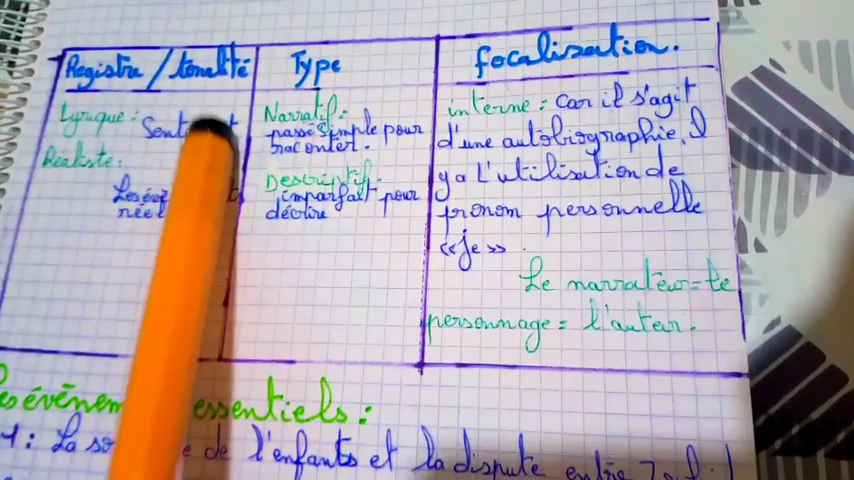 Registre / tonalité
Type
focalisation.
Lyrique:
Réaliste:
Narratif:
passé simple pour
raconter.
Descriptif:
imparfait pour
décrire
interne: Car il s'agit
d'une autobiographie, Il
y a l'utilisation de
pronom personnelle
«je».
Le narrateur = le
personnage = l'auteur.
essentiels:
1: La de l'enfants et la dispute entre